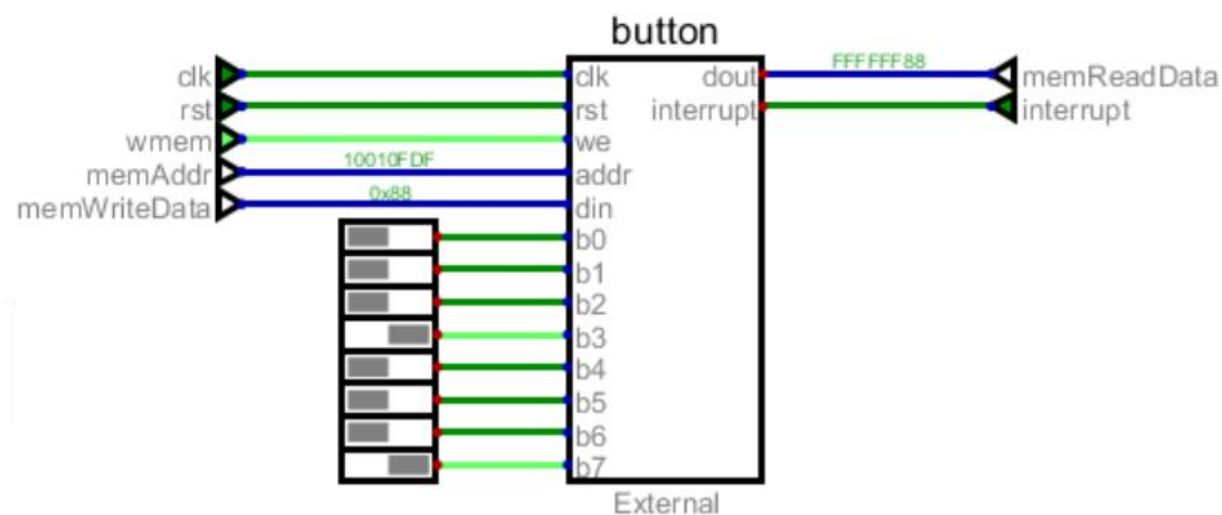 button
clk clk dout FFFFFF88 memReadData
rst rst interrupt interrupt
wmem we
memAddr 10010FDF addr
memWriteData 0x88 din
b0
b1
b2
b3
b4
b5
b6
b7
External